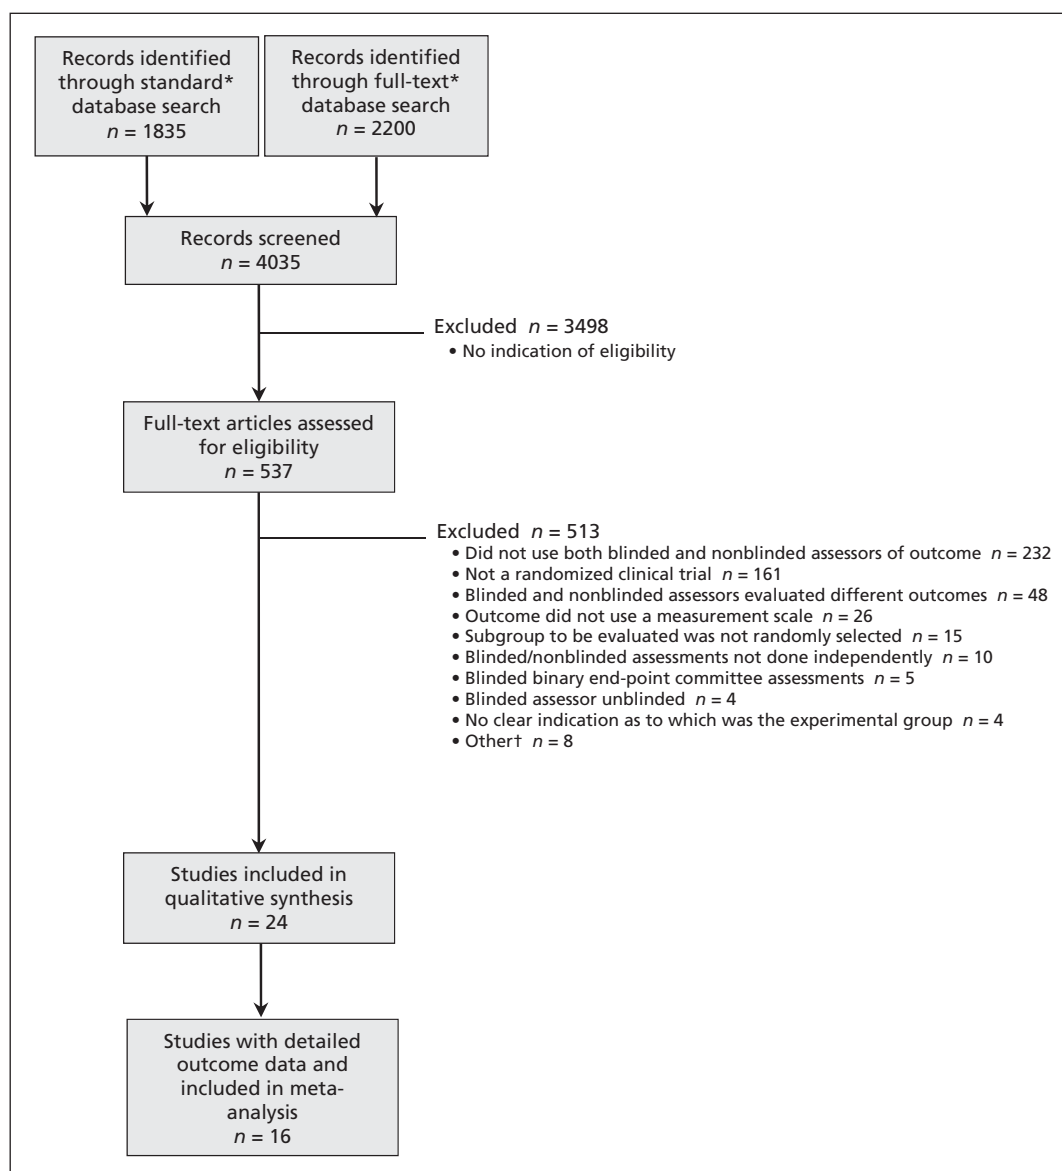 Records identified
through standard*
database search
n = 1835
Records identified
through full-text*
database search
n = 2200
Records screened
n = 4035
Excluded n = 3498
• No indication of eligibility
Full-text articles assessed
for eligibility
n = 537
Excluded n = 513
• Did not use both blinded and nonblinded assessors of outcome n = 232
• Not a randomized clinical trial n = 161
• Blinded and nonblinded assessors evaluated different outcomes n = 48
• Outcome did not use a measurement scale n = 26
• Subgroup to be evaluated was not randomly selected n = 15
• Blinded/nonblinded assessments not done independently n = 10
• Blinded binary end-point committee assessments n = 5
• Blinded assessor unblinded n = 4
• No clear indication as to which was the experimental group n = 4
• Other† n = 8
Studies included in
qualitative synthesis
n = 24
Studies with detailed
outcome data and
included in meta-
analysis
n = 16